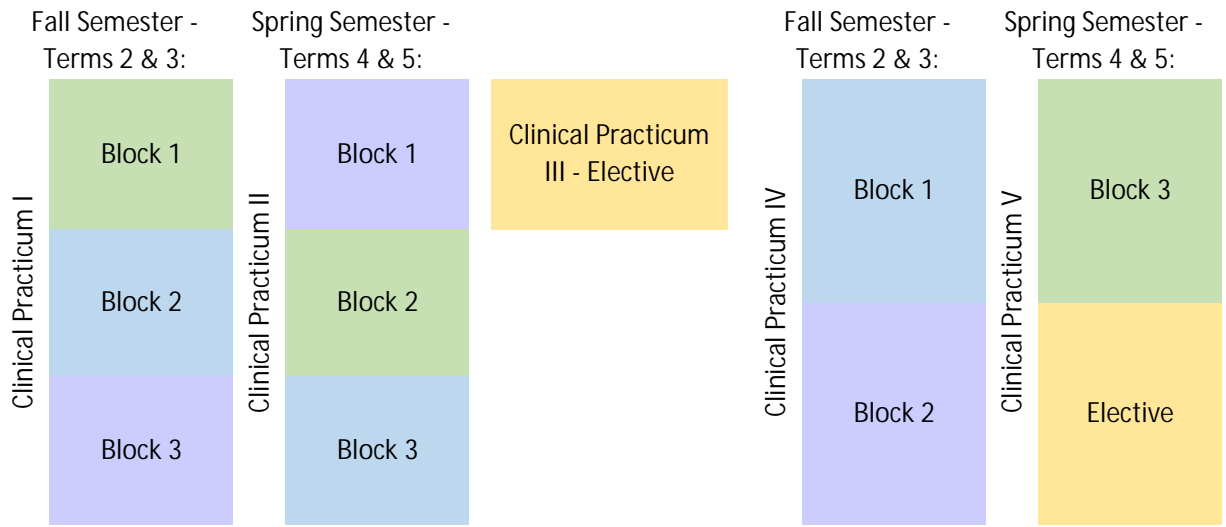 Fall Semester -
Terms 2 & 3:
Clinical Practicum I
Block 1
Block 2
Block 3
Spring Semester -
Terms 4 & 5:
Clinical Practicum II
Block 1
Block 2
Block 3
Clinical Practicum
III - Elective
Fall Semester -
Terms 2 & 3:
Clinical Practicum IV
Block 1
Block 2
Spring Semester -
Terms 4 & 5:
Clinical Practicum V
Block 3
Elective